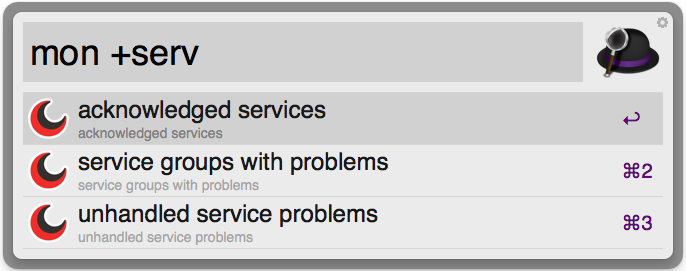 mon +serv
acknowledged services
acknowledged services
↩
service groups with problems
service groups with problems
⌘2
unhandled service problems
unhandled service problems
⌘3